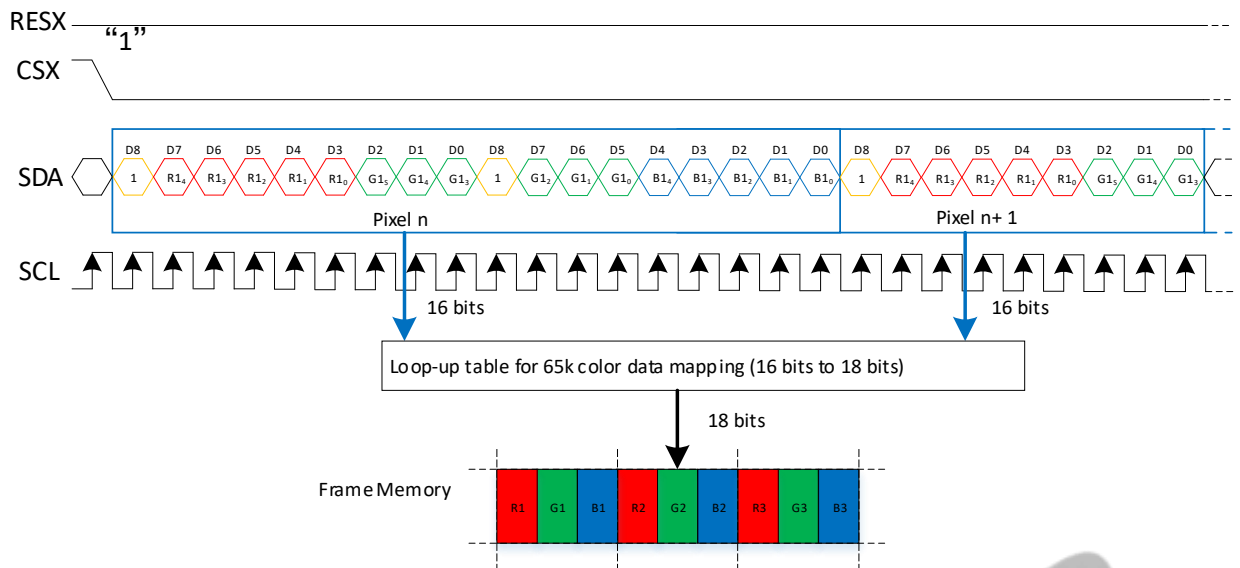 RESX
“1”
CSX
D8 D7 D6 D5 D4 D3 D2 D1 D0 D8 D7 D6 D5 D4 D3 D2 D1 D0 D8 D7 D6 D5 D4 D3 D2 D1 D0
SDA 1 R1₄ R1₃ R1₂ R1₁ R1₀ G1₅ G1₄ G1₃ 1 G1₂ G1₁ G1₀ B1₄ B1₃ B1₂ B1₁ B1₀ 1 R1₄ R1₃ R1₂ R1₁ R1₀ G1₅ G1₄ G1₃
Pixel n Pixel n+ 1
SCL
16 bits 16 bits
Loop-up table for 65k color data mapping (16 bits to 18 bits)
18 bits
Frame Memory
R1 G1 B1 R2 G2 B2 R3 G3 B3